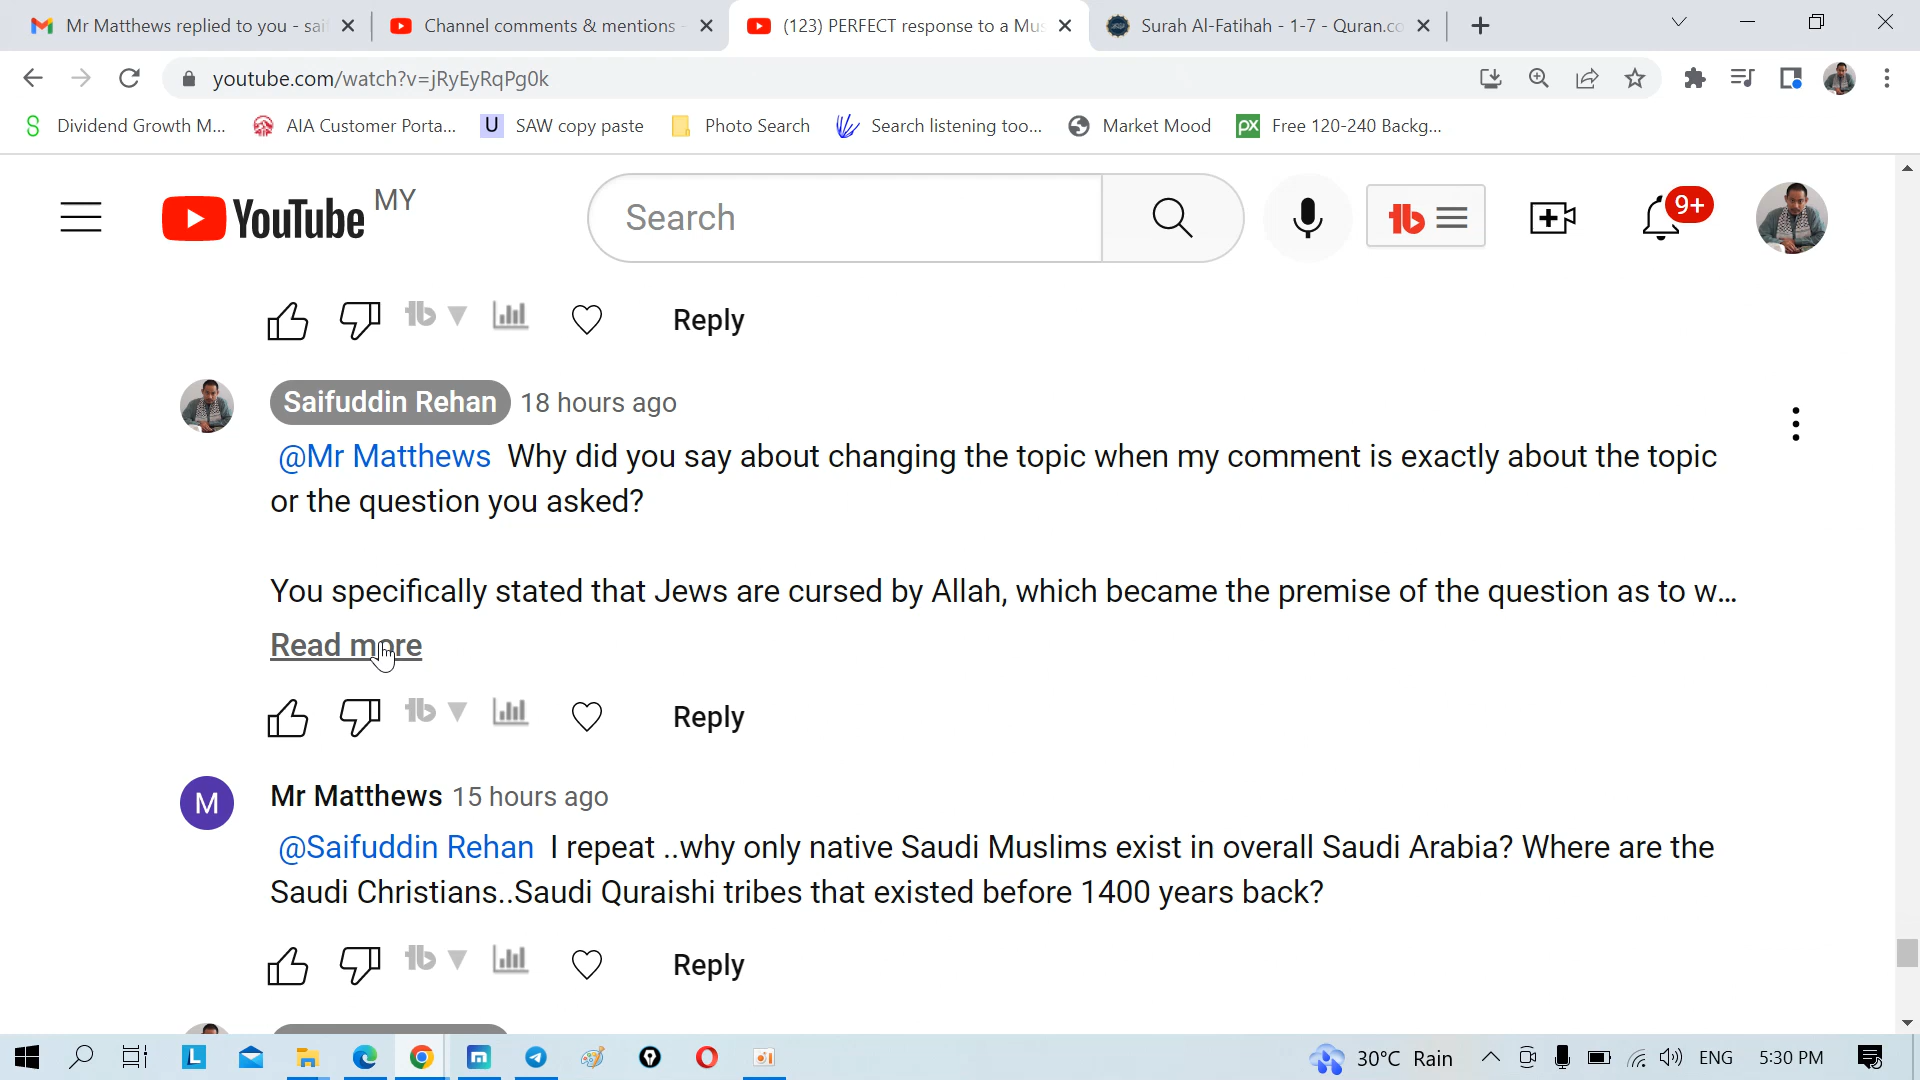 Mr Matthews replied to you - sai
Channel comments & mentions -
(123) PERFECT response to a Mus
Surah Al-Fatihah - 1-7 - Quran.co
youtube.com/watch?v=jRyEyRqPg0k
Dividend Growth M...
AIA Customer Porta...
U SAW copy paste
Photo Search
Search listening too...
Market Mood
px Free 120-240 Backg...
YouTube MY
Search
tb
9+
tb
Reply
Saifuddin Rehan 18 hours ago
@Mr Matthews Why did you say about changing the topic when my comment is exactly about the topic
or the question you asked?
You specifically stated that Jews are cursed by Allah, which became the premise of the question as to w...
Read more
tb
Reply
M
Mr Matthews 15 hours ago
@Saifuddin Rehan I repeat ..why only native Saudi Muslims exist in overall Saudi Arabia? Where are the
Saudi Christians..Saudi Quraishi tribes that existed before 1400 years back?
tb
Reply
L
30°C Rain
ENG
5:30 PM